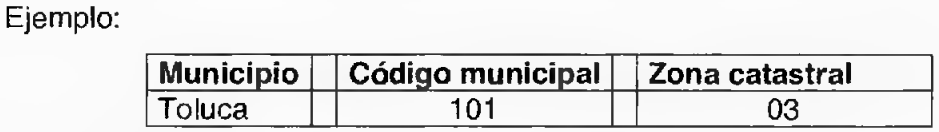 Ejemplo:
Municipio Código municipal Zona catastral
Toluca 101 03